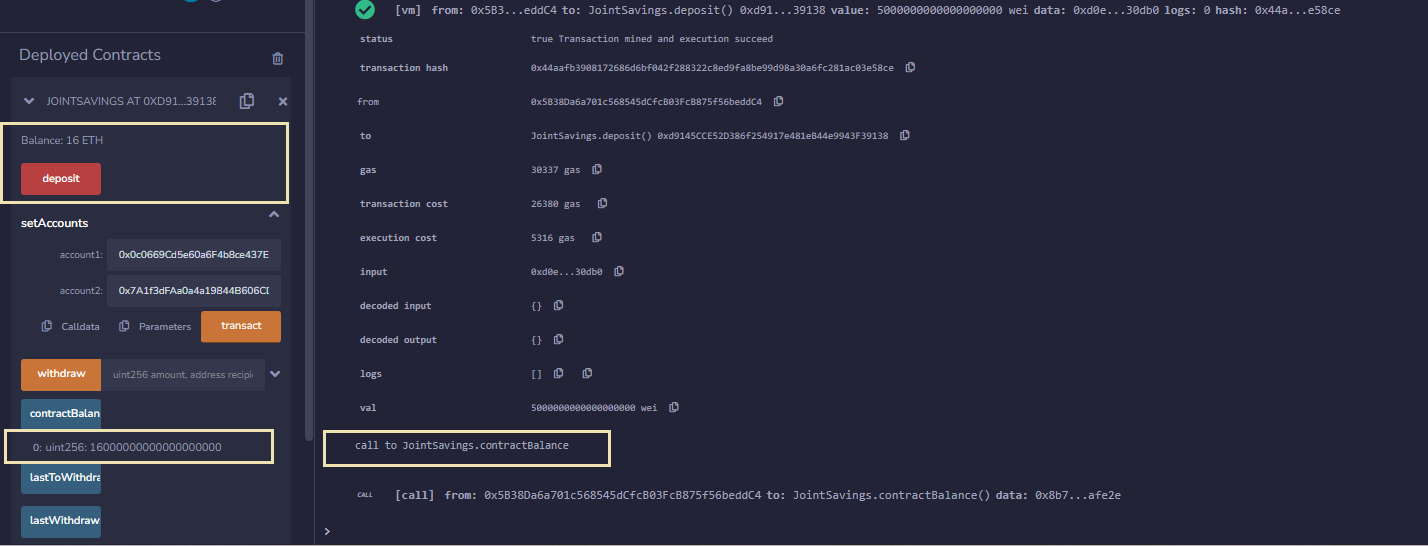 Deployed Contracts
JOINTSAVINGS AT 0XD91...39138
Balance: 16 ETH
deposit
setAccounts
account1: 0x0c0669Cd5e60a6F4b8ce437E
account2: 0x7A1f3dFAa0a4a19844B606CD
Calldata Parameters transact
withdraw uint256 amount, address recipi
contractBalan
0: uint256: 16000000000000000000
lastToWithdra
lastWithdraw
[vm] from: 0x5B3...eddC4 to: JointSavings.deposit() 0xd91...39138 value: 5000000000000000000 wei data: 0xd0e...30db0 logs: 0 hash: 0x44a...e58ce
status true Transaction mined and execution succeed
transaction hash 0x44aafb3908172686d6bf042f288322c8ed9fa8be99d98a30a6fc281ac03e58ce
from 0x5B38Da6a701c568545dCfcB03FcB875f56beddC4
to JointSavings.deposit() 0xd9145CCE52D386f254917e481eB44e9943F39138
gas 30337 gas
transaction cost 26380 gas
execution cost 5316 gas
input 0xd0e...30db0
decoded input {}
decoded output {}
logs []
val 5000000000000000000 wei
call to JointSavings.contractBalance
CALL [call] from: 0x5B38Da6a701c568545dCfcB03FcB875f56beddC4 to: JointSavings.contractBalance() data: 0x8b7...afe2e
>